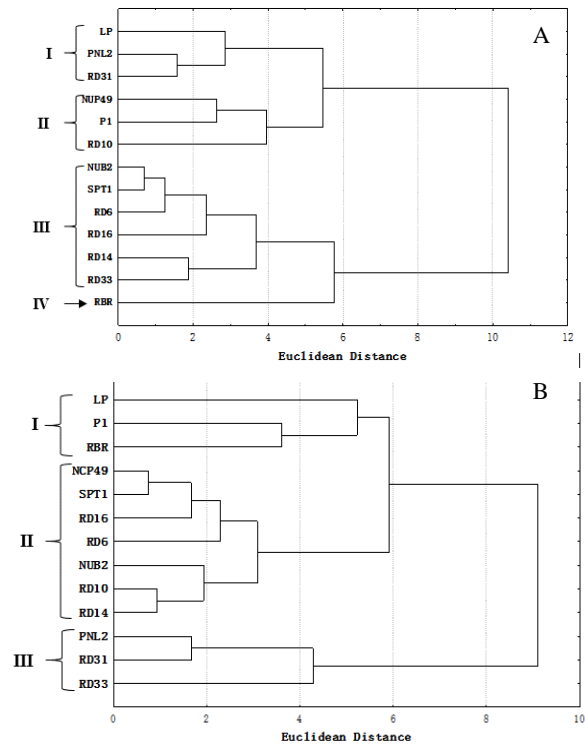 A
I
LP
PNL2
RD31
II
NUP49
P1
RD10
III
NUB2
SPT1
RD6
RD16
RD14
RD33
IV
RBR
0 2 4 6 8 10 12
Euclidean Distance
B
I
LP
P1
RBR
II
NCP49
SPT1
RD16
RD6
NUB2
RD10
RD14
III
PNL2
RD31
RD33
0 2 4 6 8 10
Euclidean Distance